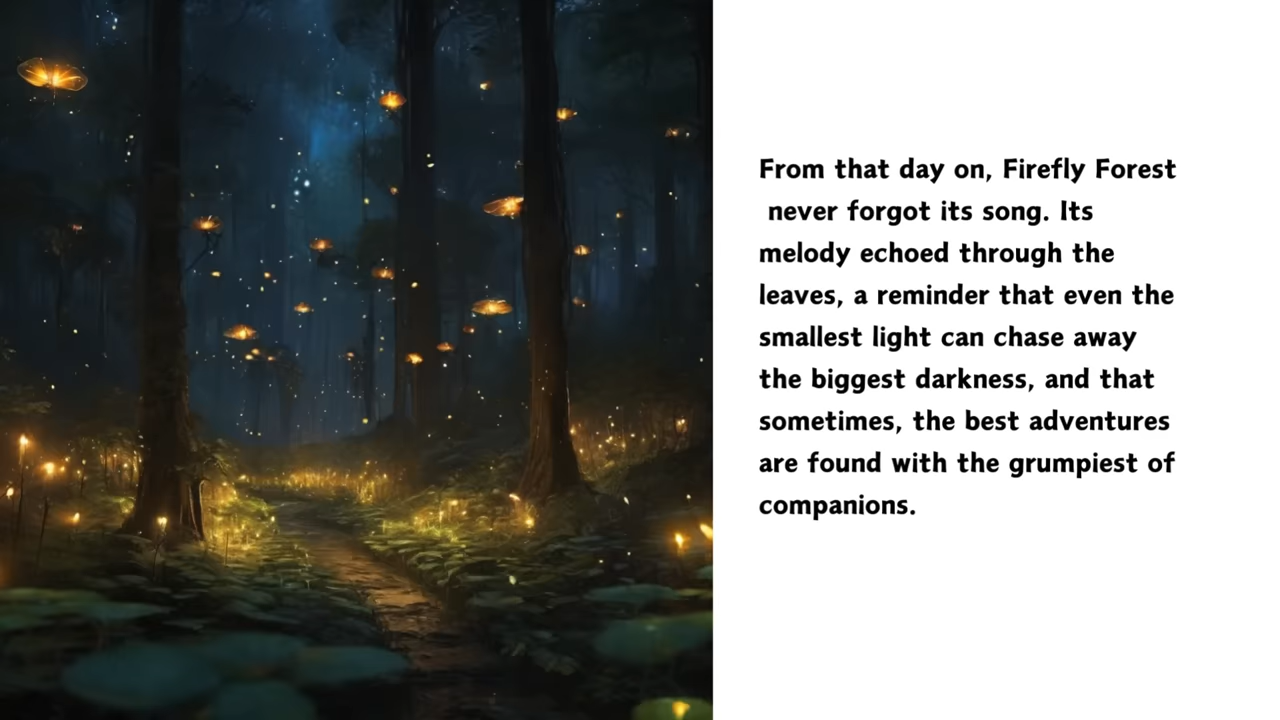 From that day on, Firefly Forest
never forgot its song. Its
melody echoed through the
leaves, a reminder that even the
smallest light can chase away
the biggest darkness, and that
sometimes, the best adventures
are found with the grumpiest of
companions.